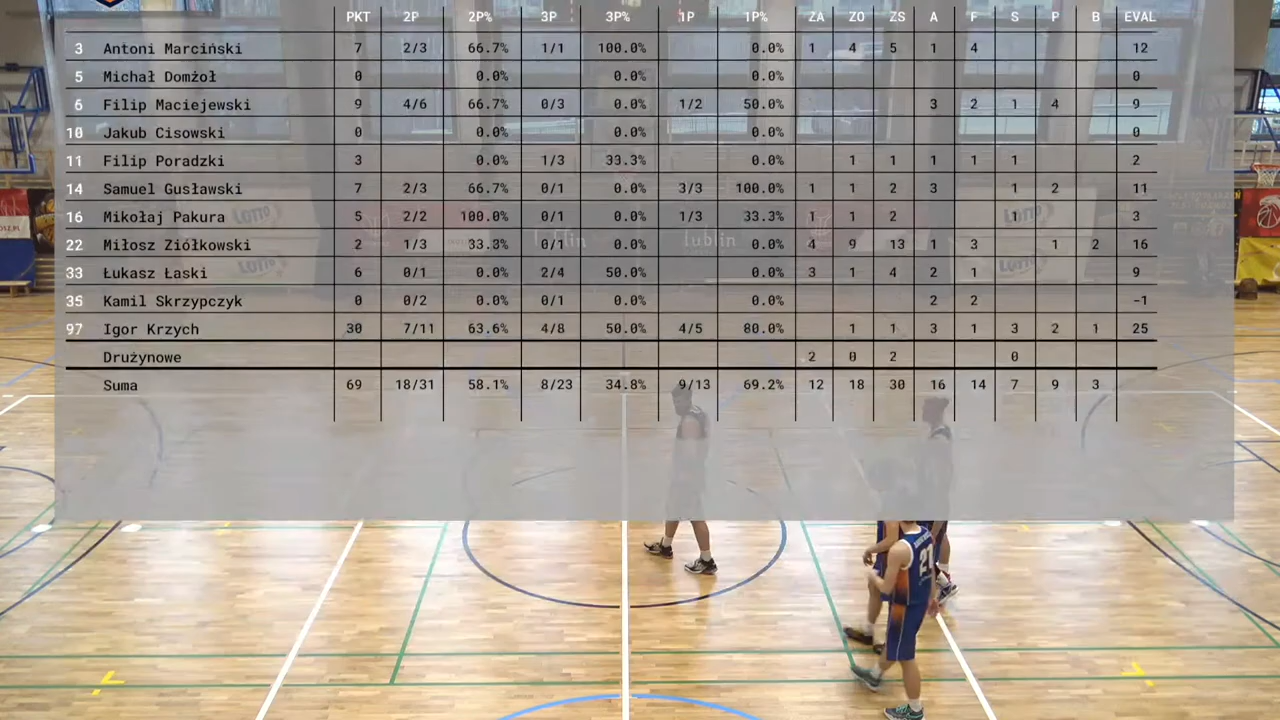 PKT 2P 2P% 3P 3P% 1P 1P% ZA ZO ZS A F S P B EVAL
3 Antoni Marciński 7 2/3 66.7% 1/1 100.0% 0.0% 1 4 5 1 4 12
5 Michał Domżoł 0 0.0% 0.0% 0.0% 0
6 Filip Maciejewski 9 4/6 66.7% 0/3 0.0% 1/2 50.0% 3 2 1 4 9
10 Jakub Cisowski 0 0.0% 0.0% 0.0% 0
11 Filip Poradzki 3 0.0% 1/3 33.3% 0.0% 1 1 1 1 1 2
14 Samuel Gusławski 7 2/3 66.7% 0/1 0.0% 3/3 100.0% 1 1 2 3 1 2 11
16 Mikołaj Pakura 5 2/2 100.0% 0/1 0.0% 1/3 33.3% 1 1 2 1 3
22 Miłosz Ziółkowski 2 1/3 33.3% 0/1 0.0% 0.0% 4 9 13 1 3 1 2 16
33 Łukasz Łaski 6 0/1 0.0% 2/4 50.0% 0.0% 3 1 4 2 1 9
35 Kamil Skrzypczyk 0 0/2 0.0% 0/1 0.0% 0.0% 2 2 -1
97 Igor Krzych 30 7/11 63.6% 4/8 50.0% 4/5 80.0% 1 1 3 1 3 2 1 25
Drużynowe 2 0 2 0
Suma 69 18/31 58.1% 8/23 34.8% 9/13 69.2% 12 18 30 16 14 7 9 3
LOTTO
LOTTO
lublin
lublin
LOTTO
LOTTO
21